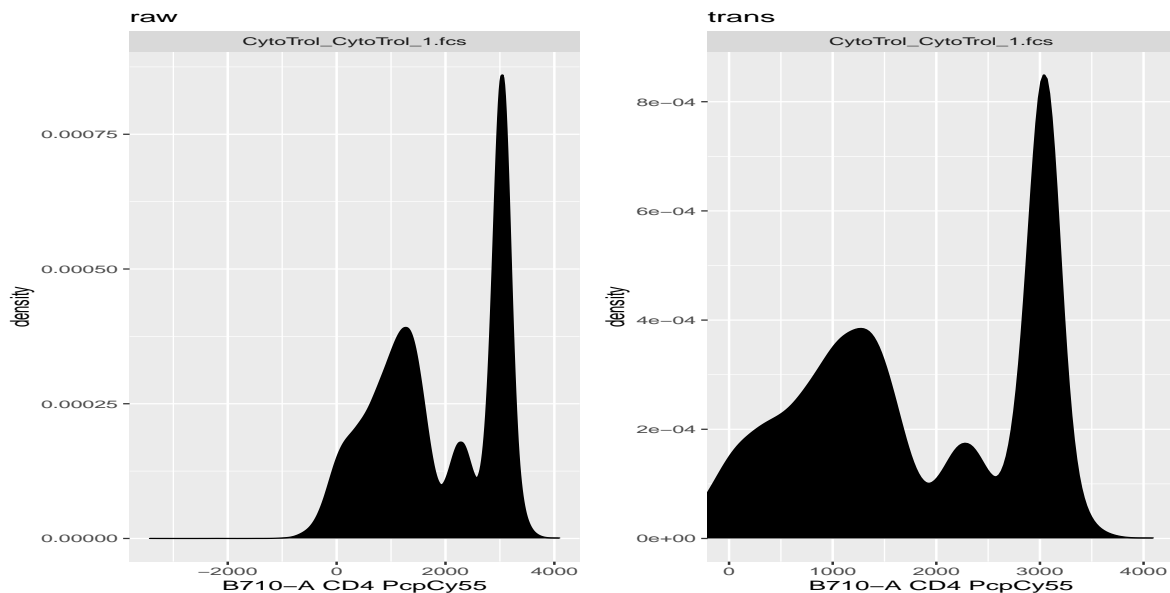 raw
CytoTrol_CytoTrol_1.fcs
0.00075
0.00050
0.00025
0.00000
density
−2000
0
2000
4000
B710−A CD4 PcpCy55
trans
CytoTrol_CytoTrol_1.fcs
8e−04
6e−04
4e−04
2e−04
0e+00
density
0
1000
2000
3000
4000
B710−A CD4 PcpCy55